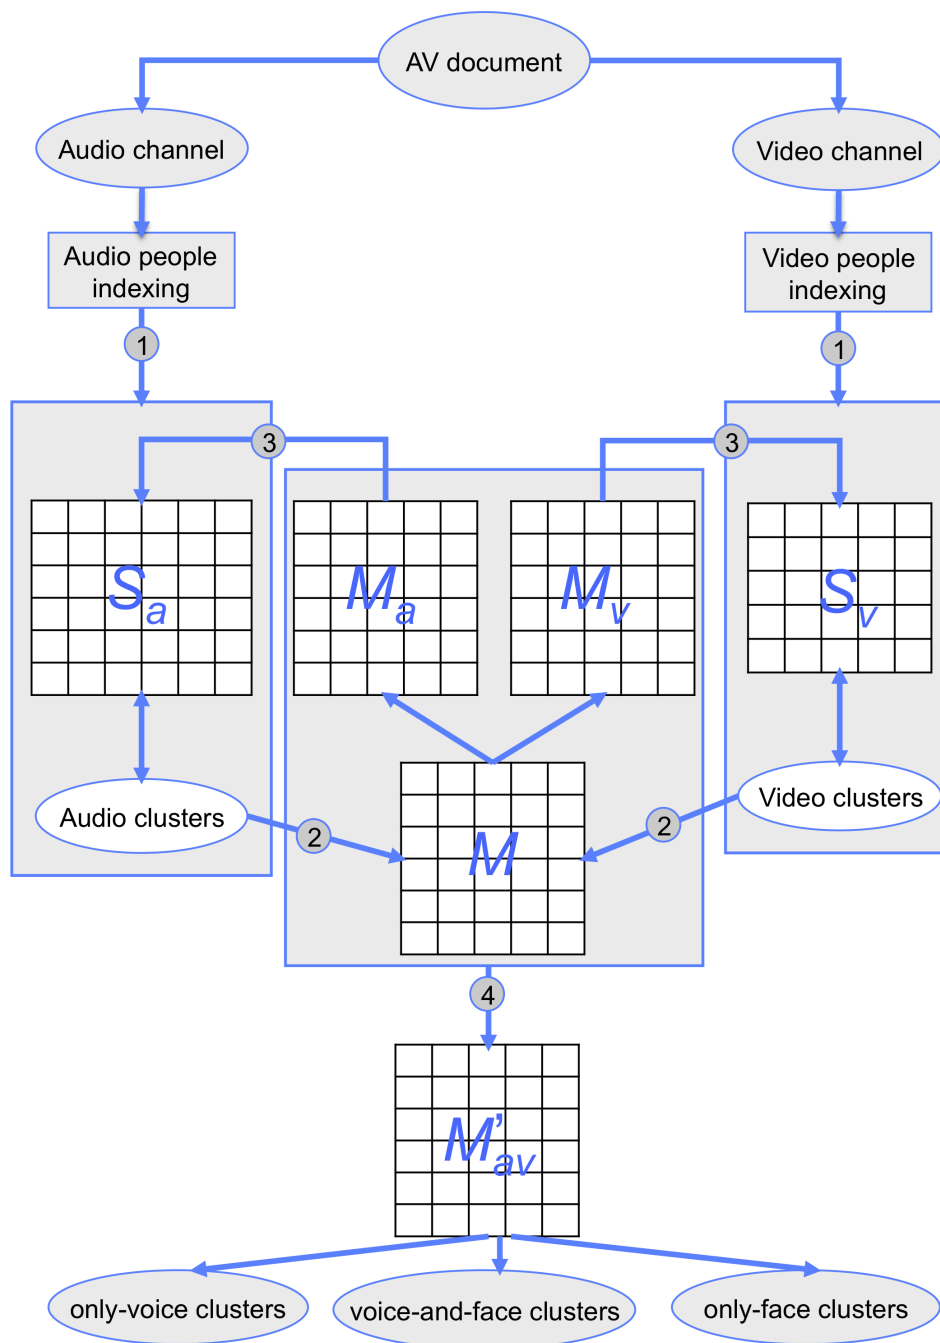 AV document
Audio channel
Video channel
Audio people
indexing
Video people
indexing
1
1
3
3
Sa
Ma
Mv
Sv
Audio clusters
Video clusters
2
2
M
4
M'av
only-voice clusters
voice-and-face clusters
only-face clusters